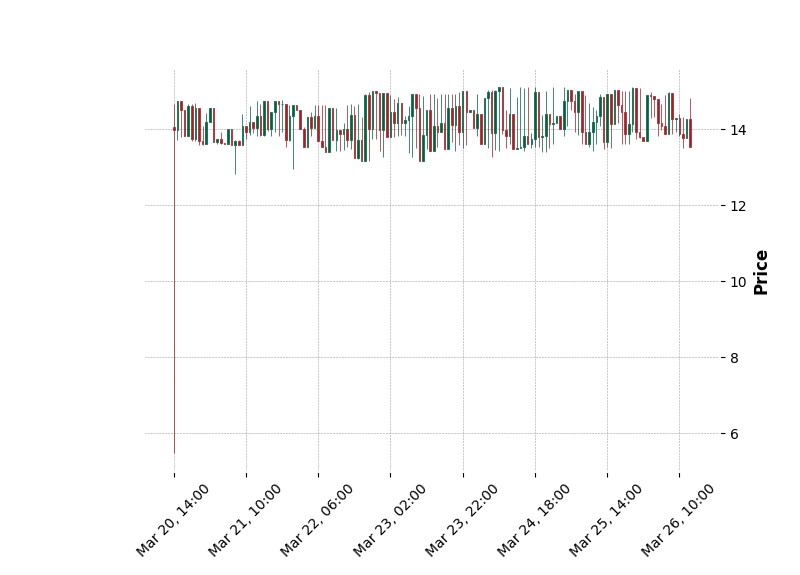 14
12
10
8
6
Price
Mar 20, 14:00
Mar 21, 10:00
Mar 22, 06:00
Mar 23, 02:00
Mar 23, 22:00
Mar 24, 18:00
Mar 25, 14:00
Mar 26, 10:00